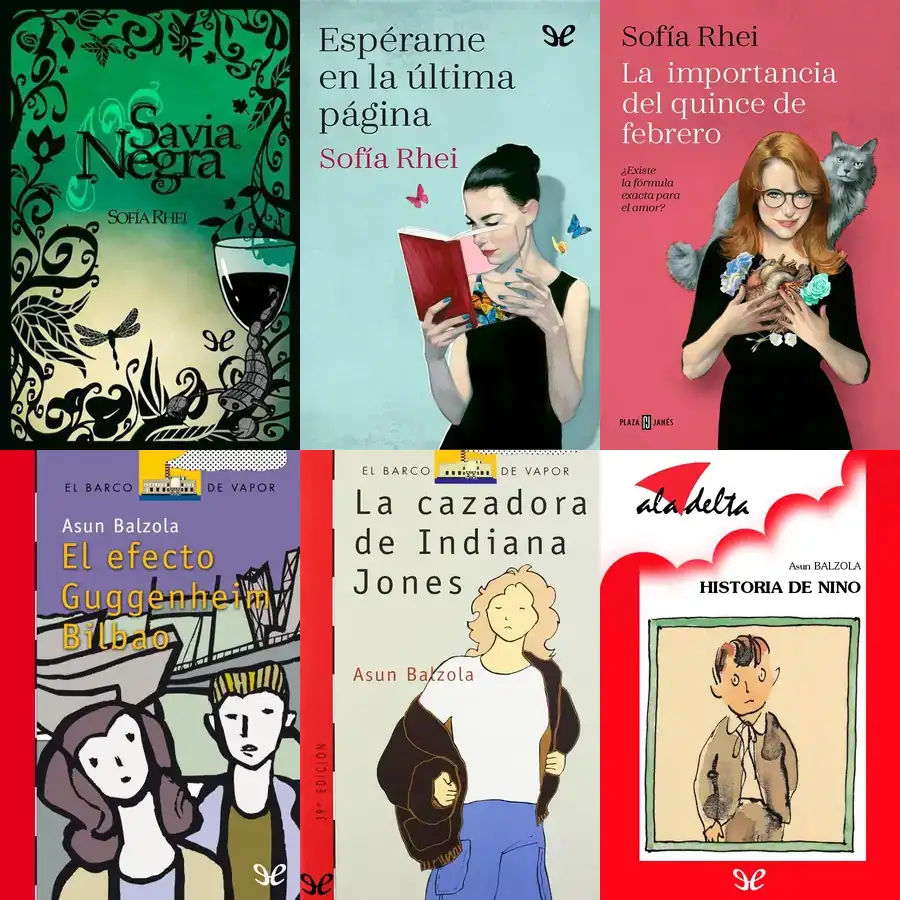 Savia
Negra
SOFÍA RHEI
Espérame
en la última
página
Sofía Rhei
Sofía Rhei
La importancia
del quince de
febrero
¿Existe
la fórmula
exacta para
el amor?
PLAZA JANÉS
EL BARCO DE VAPOR
Asun Balzola
El efecto
Guggenheim
Bilbao
EL BARCO DE VAPOR
La cazadora
de Indiana
Jones
Asun Balzola
39ª EDICIÓN
ala delta
Asun BALZOLA
HISTORIA DE NINO